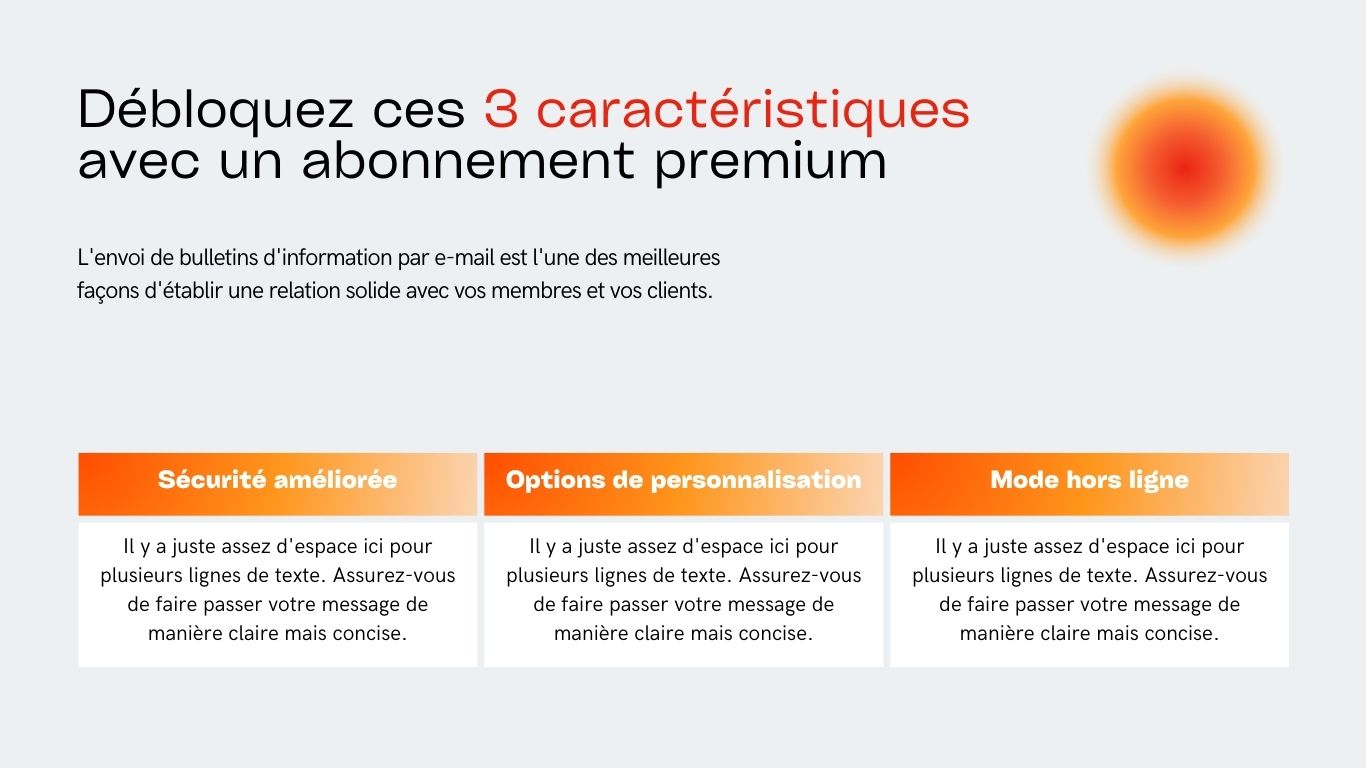 Débloquez ces 3 caractéristiques
avec un abonnement premium
L'envoi de bulletins d'information par e-mail est l'une des meilleures
façons d'établir une relation solide avec vos membres et vos clients.
Sécurité améliorée
Il y a juste assez d'espace ici pour
plusieurs lignes de texte. Assurez-vous
de faire passer votre message de
manière claire mais concise.
Options de personnalisation
Il y a juste assez d'espace ici pour
plusieurs lignes de texte. Assurez-vous
de faire passer votre message de
manière claire mais concise.
Mode hors ligne
Il y a juste assez d'espace ici pour
plusieurs lignes de texte. Assurez-vous
de faire passer votre message de
manière claire mais concise.